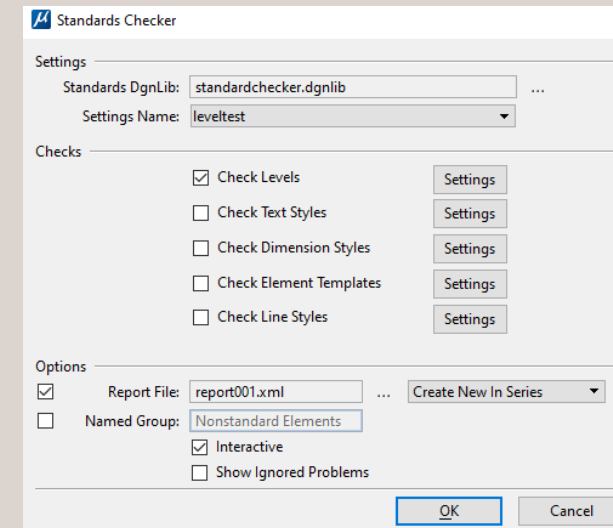 Standards Checker
Settings
Standards DgnLib: standardchecker.dgnlib ...
Settings Name: leveltest
Checks
Check Levels Settings
Check Text Styles Settings
Check Dimension Styles Settings
Check Element Templates Settings
Check Line Styles Settings
Options
Report File: report001.xml ... Create New In Series
Named Group: Nonstandard Elements
Interactive
Show Ignored Problems
OK Cancel